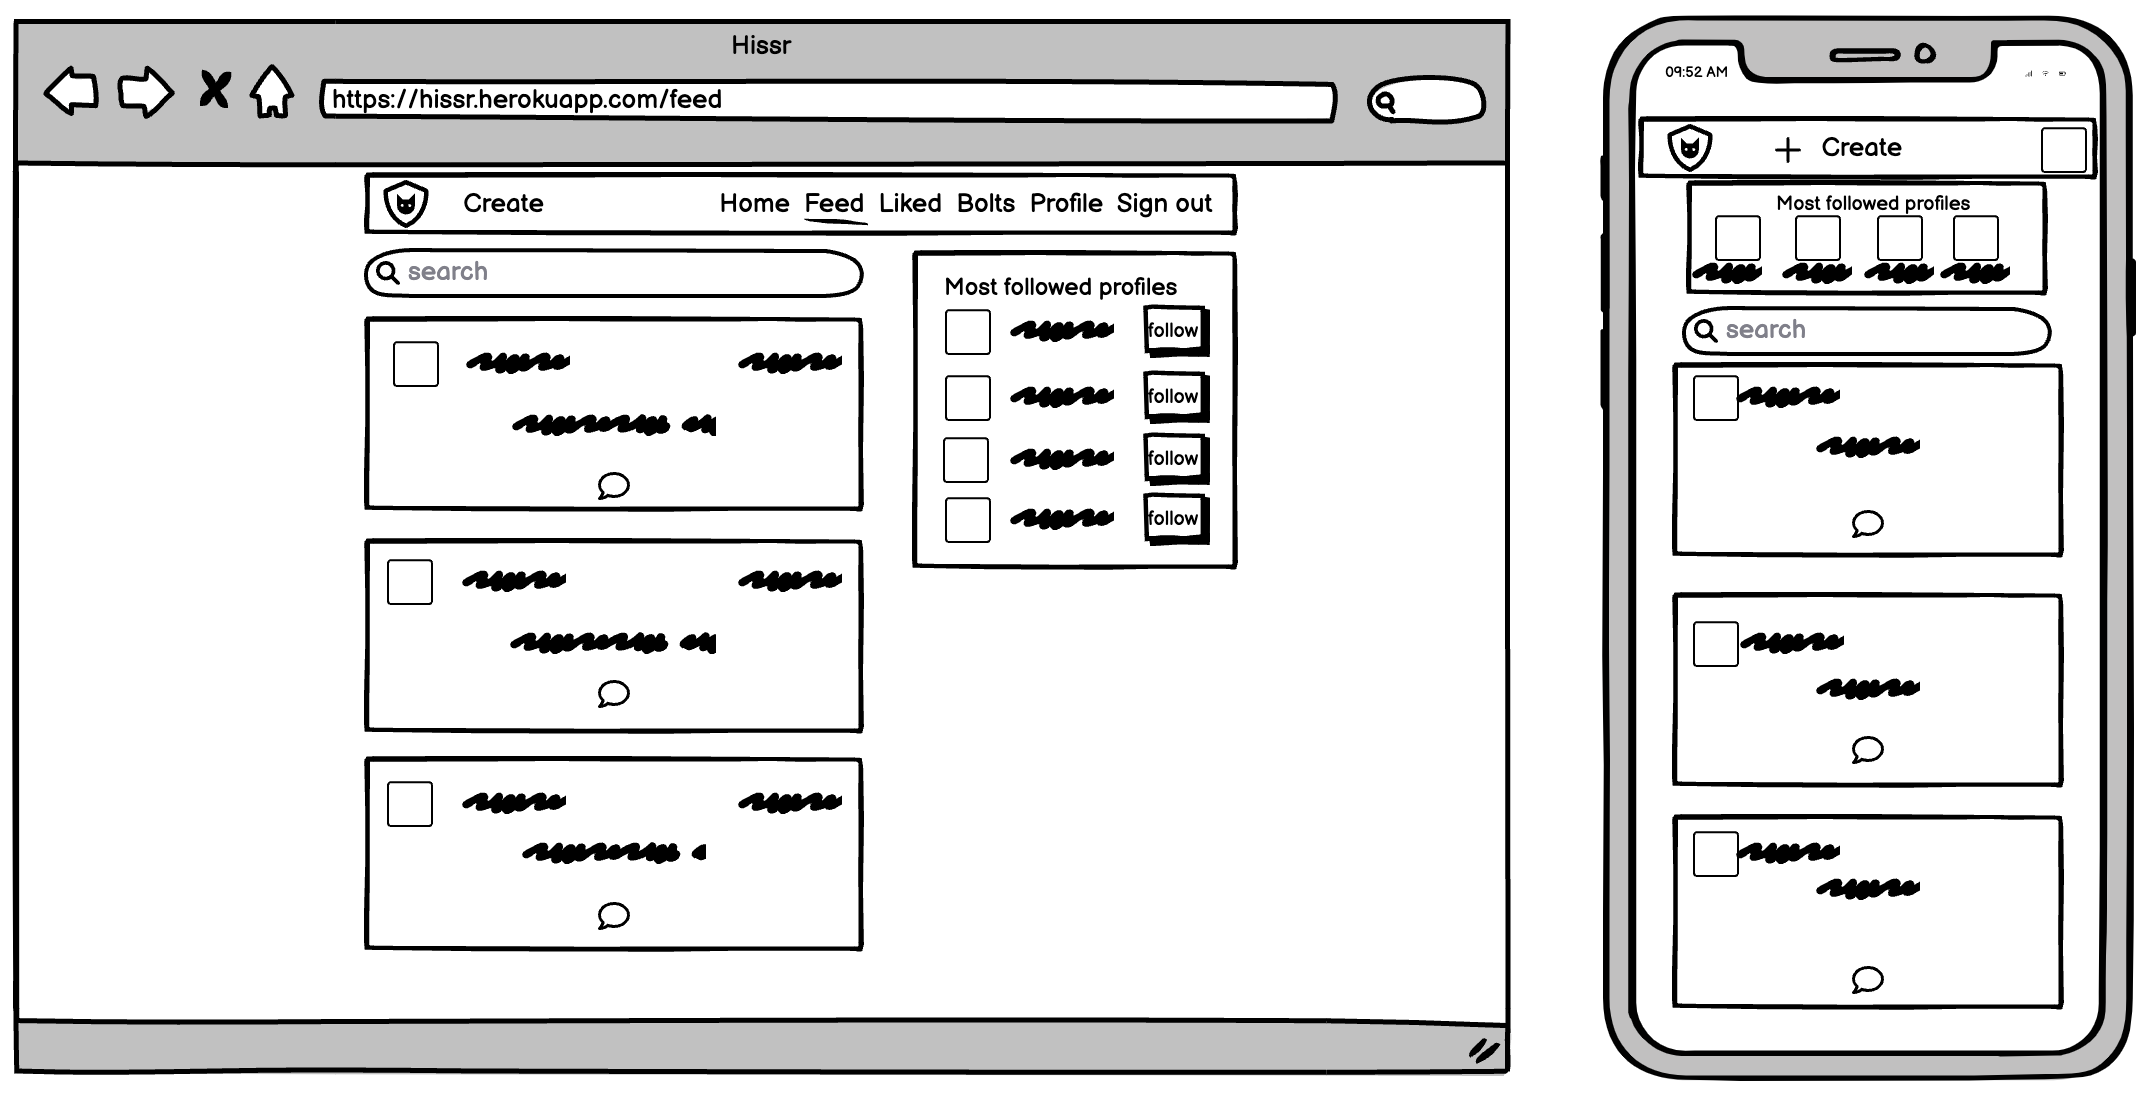 Hissr
https://hissr.herokuapp.com/feed
Create Home Feed Liked Bolts Profile Sign out
search
Most followed profiles
follow
follow
follow
follow
09:52 AM
+ Create
Most followed profiles
search